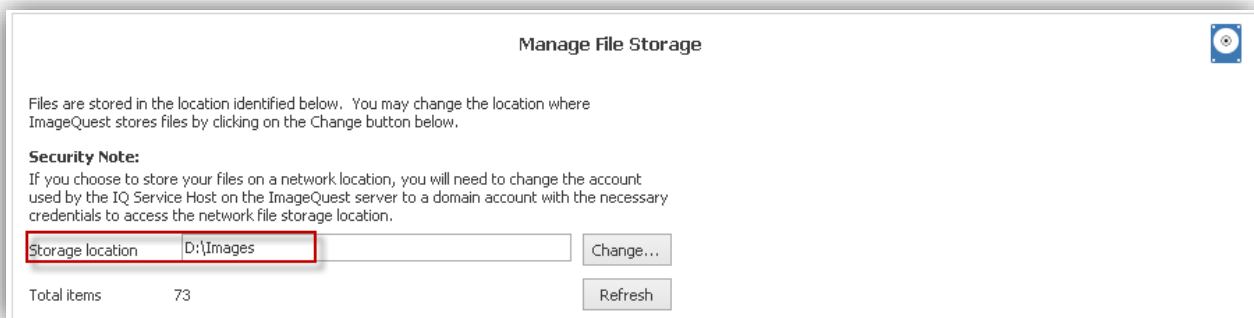 Manage File Storage
Files are stored in the location identified below.  You may change the location where
ImageQuest stores files by clicking on the Change button below.
Security Note:
If you choose to store your files on a network location, you will need to change the account
used by the IQ Service Host on the ImageQuest server to a domain account with the necessary
credentials to access the network file storage location.
Storage location D:\Images Change...
Total items 73 Refresh